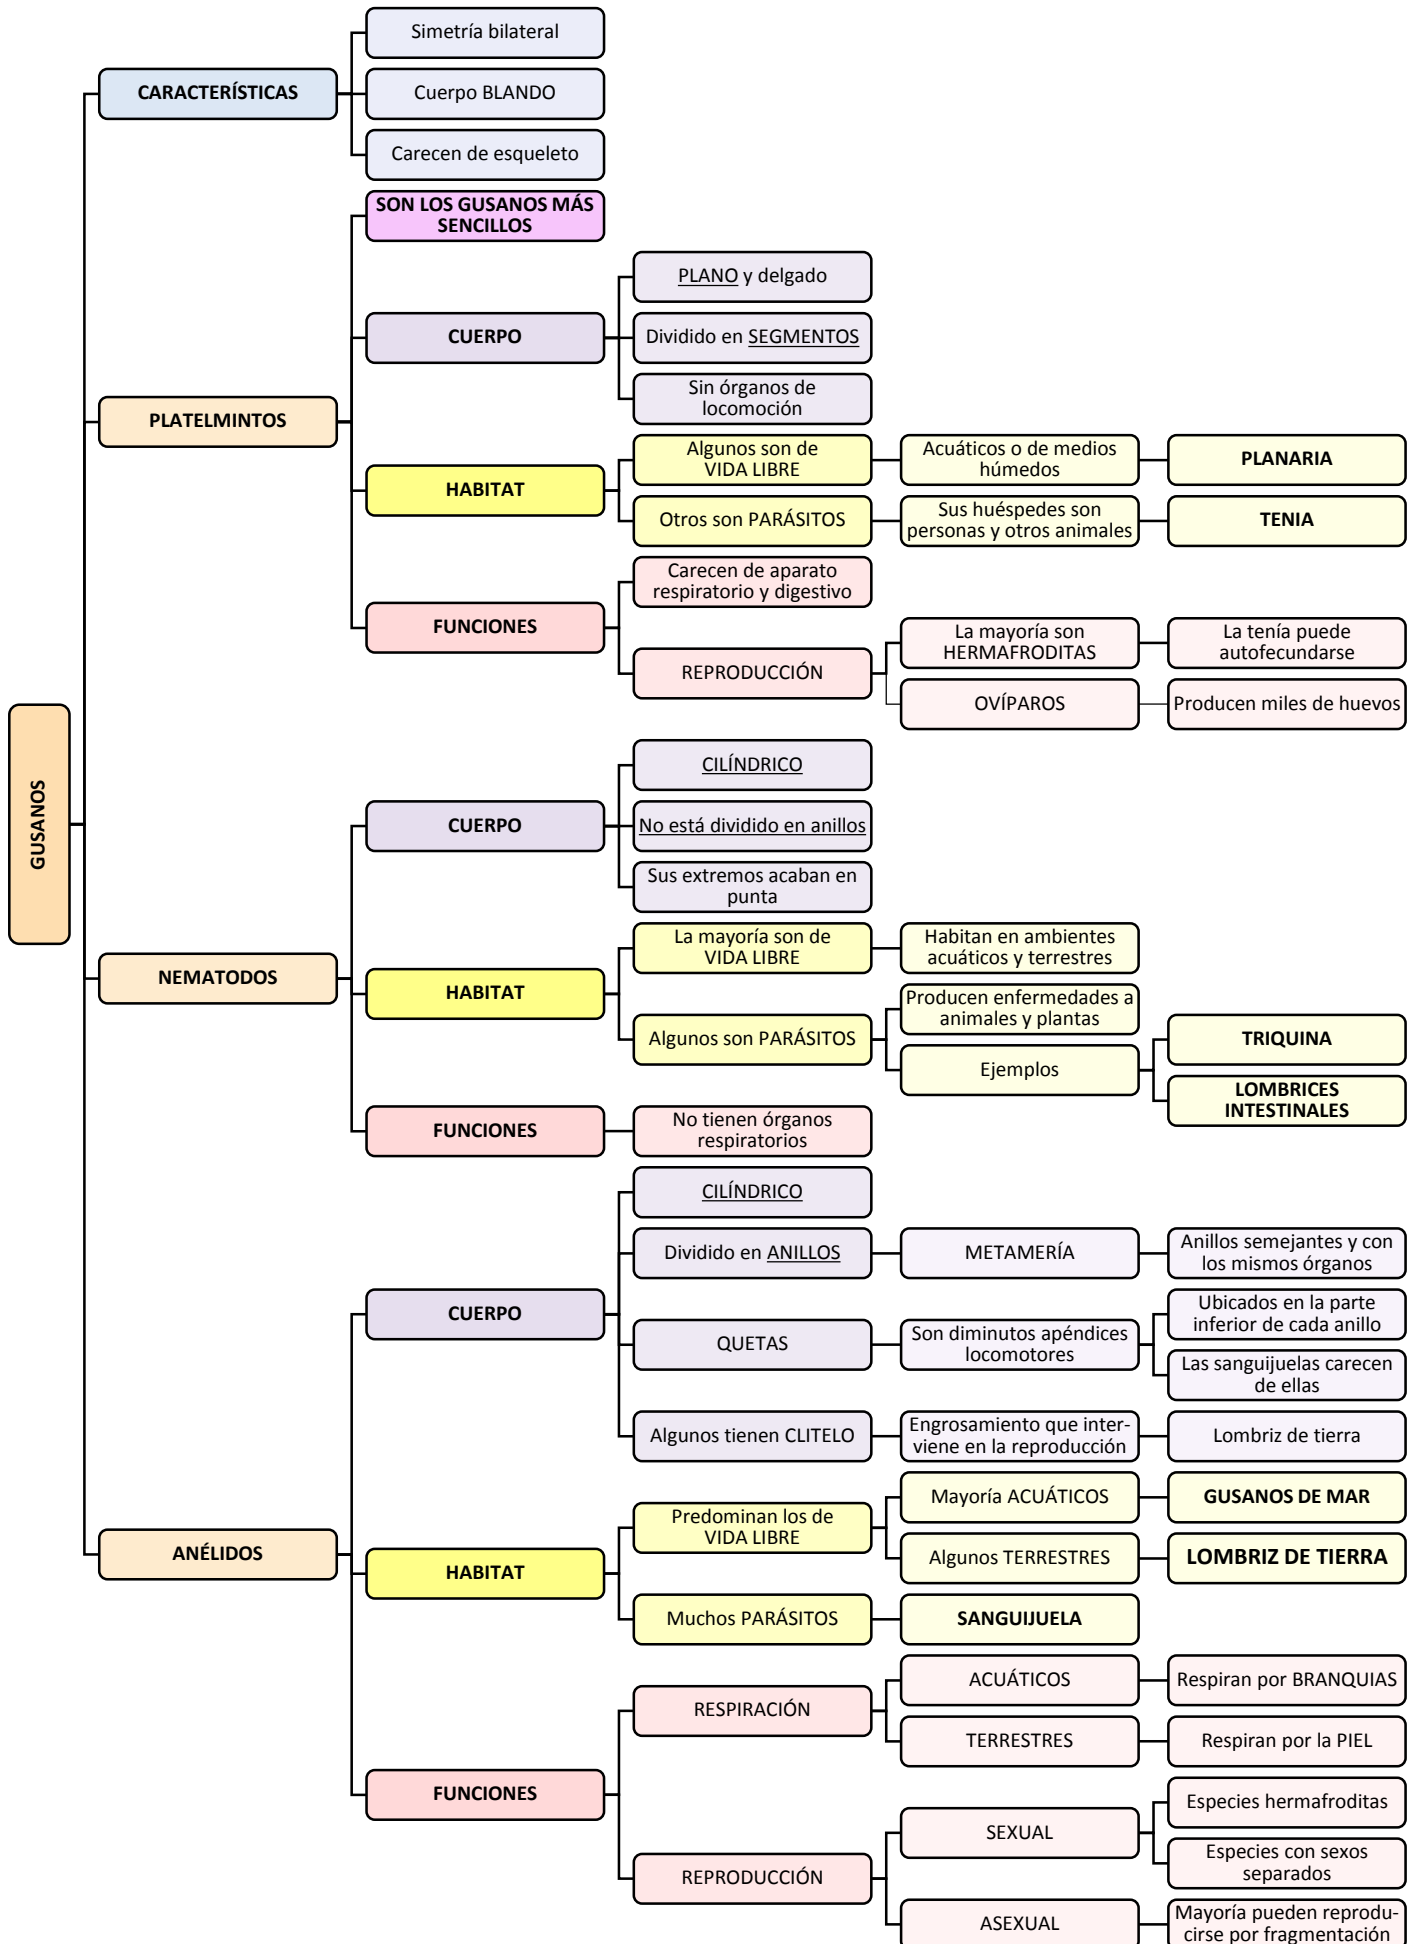 GUSANOS
CARACTERÍSTICAS
Simetría bilateral
Cuerpo BLANDO
Carecen de esqueleto
PLATELMINTOS
SON LOS GUSANOS MÁS
SENCILLOS
CUERPO
PLANO y delgado
Dividido en SEGMENTOS
Sin órganos de
locomoción
HABITAT
Algunos son de
VIDA LIBRE
Acuáticos o de medios
húmedos
PLANARIA
Otros son PARÁSITOS
Sus huéspedes son
personas y otros animales
TENIA
FUNCIONES
Carecen de aparato
respiratorio y digestivo
REPRODUCCIÓN
La mayoría son
HERMAFRODITAS
La tenía puede
autofecundarse
OVÍPAROS
Producen miles de huevos
NEMATODOS
CUERPO
CILÍNDRICO
No está dividido en anillos
Sus extremos acaban en
punta
HABITAT
La mayoría son de
VIDA LIBRE
Habitan en ambientes
acuáticos y terrestres
Algunos son PARÁSITOS
Producen enfermedades a
animales y plantas
Ejemplos
TRIQUINA
LOMBRICES
INTESTINALES
FUNCIONES
No tienen órganos
respiratorios
ANÉLIDOS
CUERPO
CILÍNDRICO
Dividido en ANILLOS
METAMERÍA
Anillos semejantes y con
los mismos órganos
QUETAS
Son diminutos apéndices
locomotores
Ubicados en la parte
inferior de cada anillo
Las sanguijuelas carecen
de ellas
Algunos tienen CLITELO
Engrosamiento que inter-
viene en la reproducción
Lombriz de tierra
HABITAT
Predominan los de
VIDA LIBRE
Mayoría ACUÁTICOS
GUSANOS DE MAR
Algunos TERRESTRES
LOMBRIZ DE TIERRA
Muchos PARÁSITOS
SANGUIJUELA
FUNCIONES
RESPIRACIÓN
ACUÁTICOS
Respiran por BRANQUIAS
TERRESTRES
Respiran por la PIEL
REPRODUCCIÓN
SEXUAL
Especies hermafroditas
Especies con sexos
separados
ASEXUAL
Mayoría pueden reprodu-
cirse por fragmentación